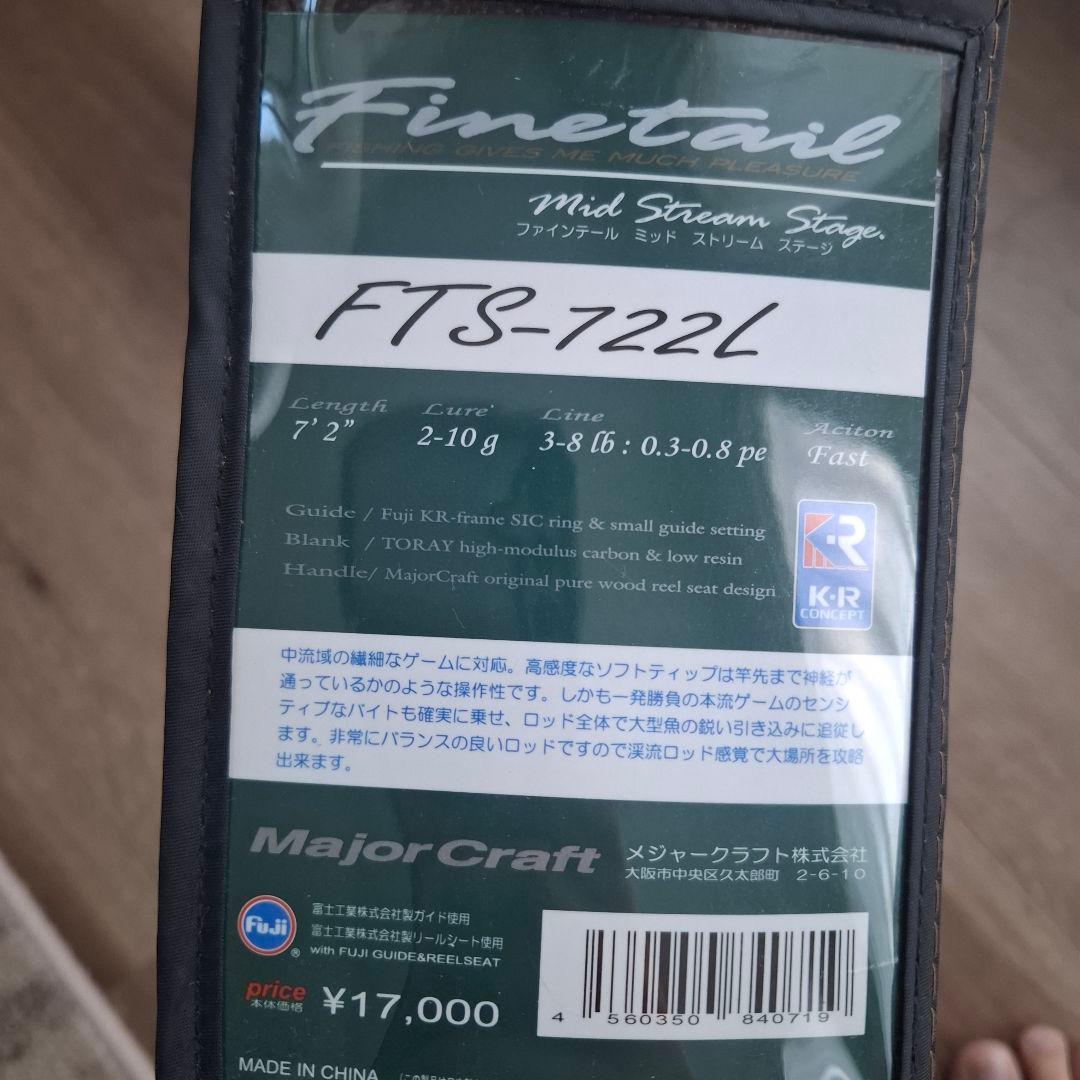 Finetail
FISHING GIVES ME MUCH PLEASURE
Mid Stream Stage.
ファインテール ミッド ストリーム ステージ
FTS-722L
Length Lure Line Aciton
7'2" 2-10g 3-8 lb : 0.3-0.8 pe Fast
Guide / Fuji KR-frame SIC ring & small guide setting
Blank / TORAY high-modulus carbon & low resin
Handle/ MajorCraft original pure wood reel seat design
K-R
K・R
CONCEPT
中流域の繊細なゲームに対応。高感度なソフトティップは竿先まで神経が
通っているかのような操作性です。しかも一発勝負の本流ゲームのセンシ
ティブなバイトも確実に乗せ、ロッド全体で大型魚の鋭い引き込みに追従し
ます。非常にバランスの良いロッドですので渓流ロッド感覚で大場所を攻略
出来ます。
MajorCraft メジャークラフト株式会社
大阪市中央区久太郎町 2-6-10
Fuji ®
富士工業株式会社製ガイド使用
富士工業株式会社製リールシート使用
with FUJI GUIDE&REELSEAT
price
本体価格
¥17,000
4 560350 840719
MADE IN CHINA